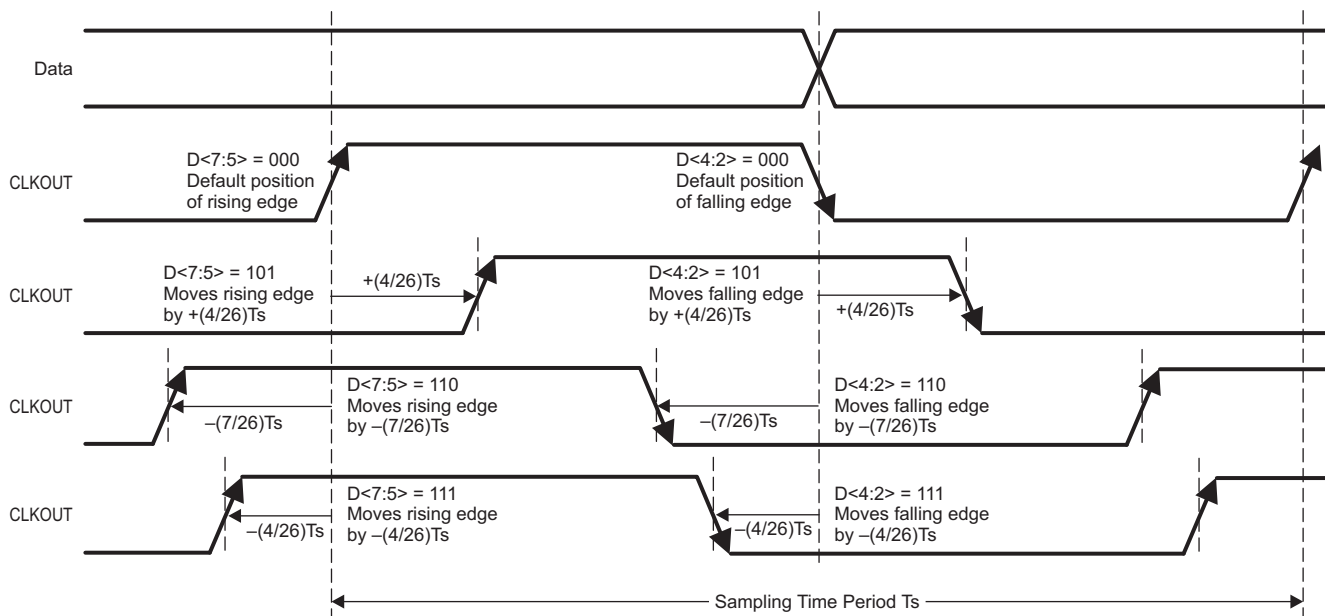 Data
CLKOUT
D<7:5> = 000
Default position
of rising edge
D<4:2> = 000
Default position
of falling edge
CLKOUT
D<7:5> = 101
Moves rising edge
by +(4/26)Ts
+(4/26)Ts
D<4:2> = 101
Moves falling edge
by +(4/26)Ts
+(4/26)Ts
CLKOUT
–(7/26)Ts
D<7:5> = 110
Moves rising edge
by –(7/26)Ts
–(7/26)Ts
D<4:2> = 110
Moves falling edge
by –(7/26)Ts
CLKOUT
–(4/26)Ts
D<7:5> = 111
Moves rising edge
by –(4/26)Ts
–(4/26)Ts
D<4:2> = 111
Moves falling edge
by –(4/26)Ts
Sampling Time Period Ts